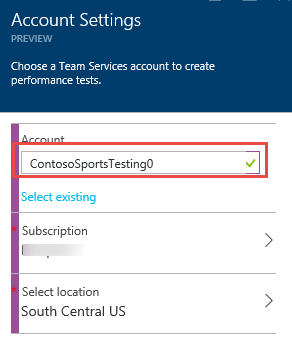 Account Settings
PREVIEW
Choose a Team Services account to create
performance tests.
Account
ContosoSportsTesting0
Select existing
* Subscription
* Select location
South Central US